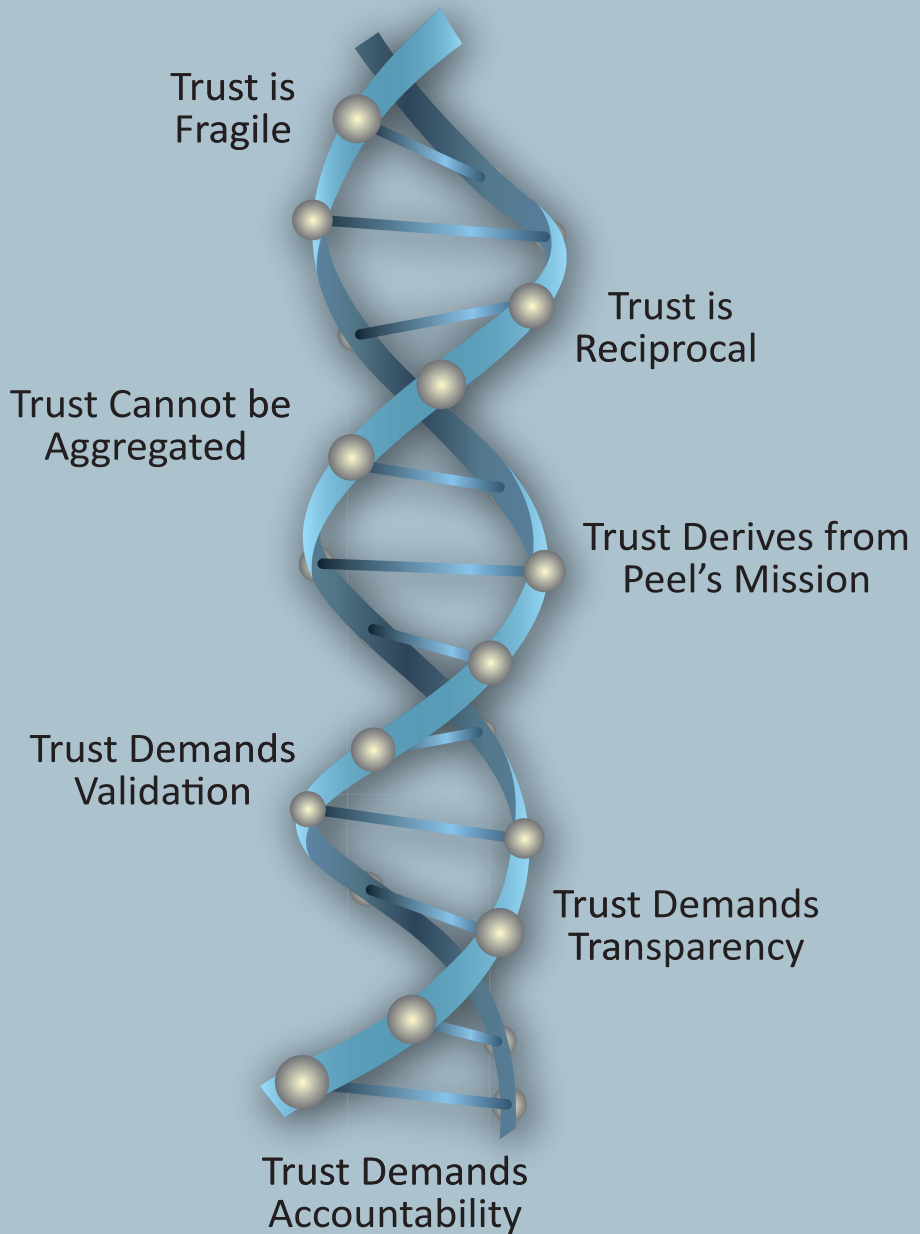 Trust is
Fragile
Trust is
Reciprocal
Trust Cannot be
Aggregated
Trust Derives from
Peel’s Mission
Trust Demands
Validation
Trust Demands
Transparency
Trust Demands
Accountability